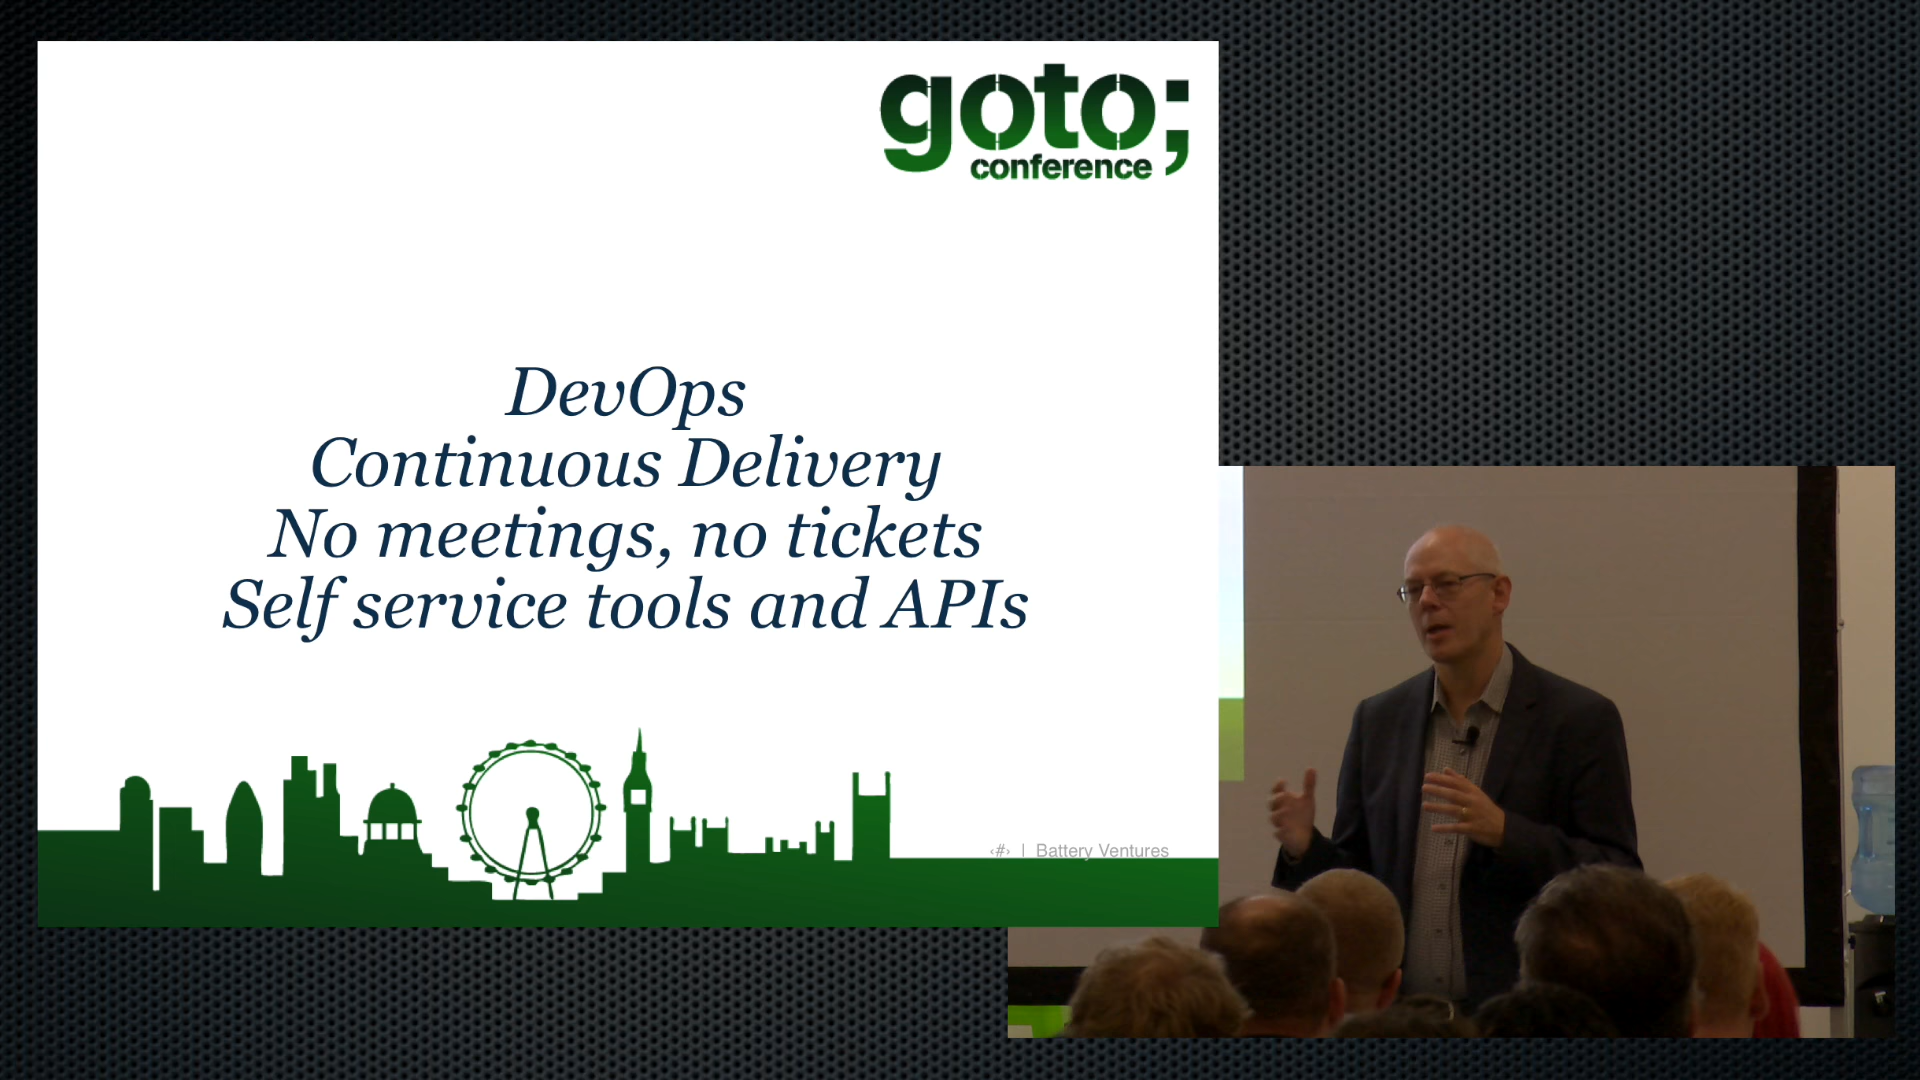 goto;
conference
DevOps
Continuous Delivery
No meetings, no tickets
Self service tools and APIs
‹#› | Battery Ventures